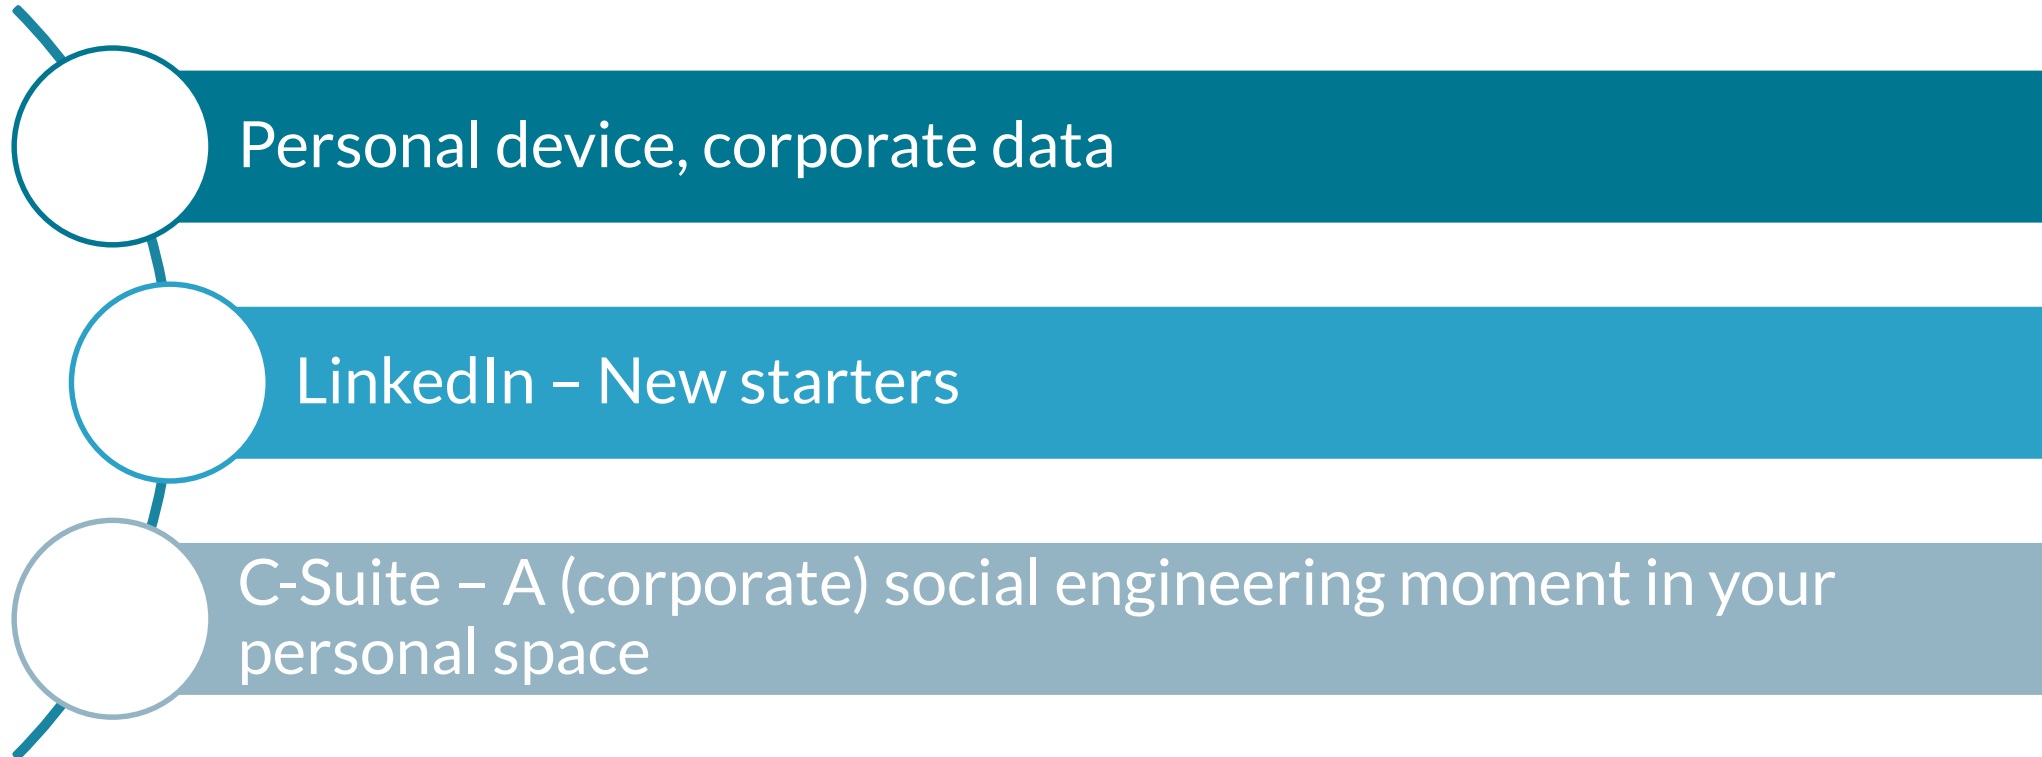 Personal device, corporate data
LinkedIn – New starters
C-Suite – A (corporate) social engineering moment in your
personal space